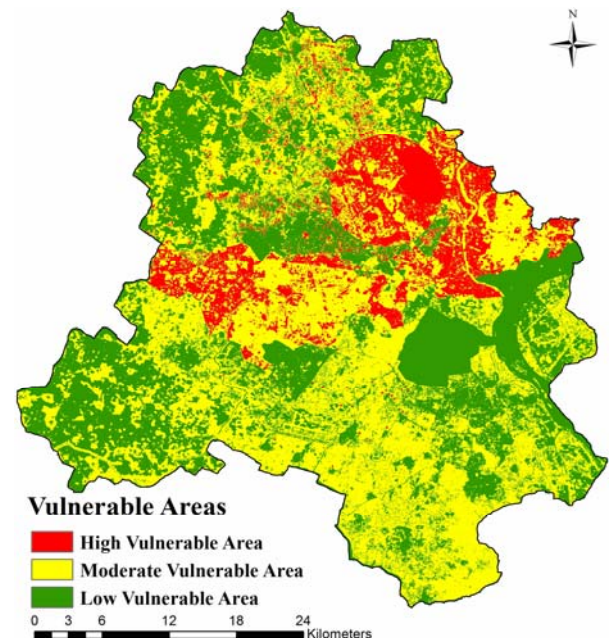 N
Vulnerable Areas
High Vulnerable Area
Moderate Vulnerable Area
Low Vulnerable Area
0 3 6 12 18 24
Kilometers